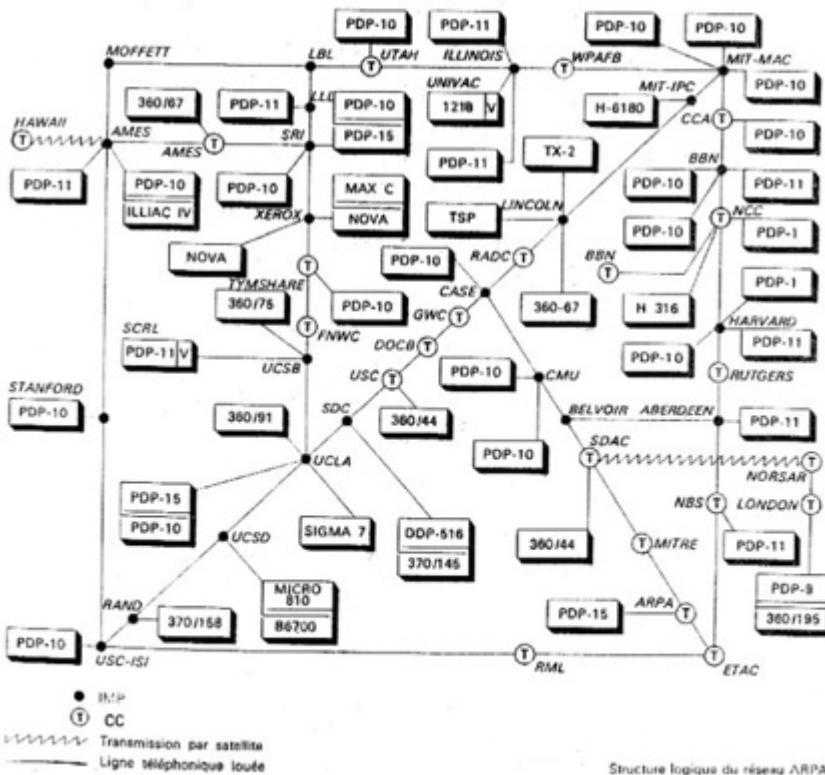 PDP-10
PDP-11
PDP-10
PDP-10
MOFFETT
LBL
UTAH
ILLINOIS
WPAFB
MIT-MAC
360/67
PDP-11
PDP-10
UNIVAC
1218 V
MIT-IPC
H-6180
PDP-10
HAWAII
AMES
AMES
SRI
PDP-15
CCA
PDP-10
PDP-11
PDP-10
ILLIAC IV
PDP-10
MAX C
NOVA
PDP-11
TX-2
BBN
PDP-10
PDP-11
XEROX
TSP
LINCOLN
PDP-10
NCC
PDP-1
NOVA
RADC
BBN
TYMSHARE
PDP-10
PDP-10
CASE
360-67
H 316
PDP-1
360/75
GWC
HARVARD
SCRL
PDP-11 V
FNWC
DOCB
PDP-10
PDP-11
UCSB
USC
PDP-10
CMU
RUTGERS
STANFORD
PDP-10
360/91
SDC
360/44
PDP-10
BELVOIR
ABERDEEN
PDP-11
SDAC
UCLA
NORSAR
PDP-15
PDP-10
SIGMA 7
DDP-516
370/145
360/44
NBS
LONDON
PDP-11
UCSD
MITRE
MICRO
810
B6700
PDP-9
360/195
RAND
370/158
PDP-15
ARPA
PDP-10
USC-ISI
RML
ETAC
IMP
T CC
Transmission par satellite
Ligne téléphonique louée
Structure logique du réseau ARPA